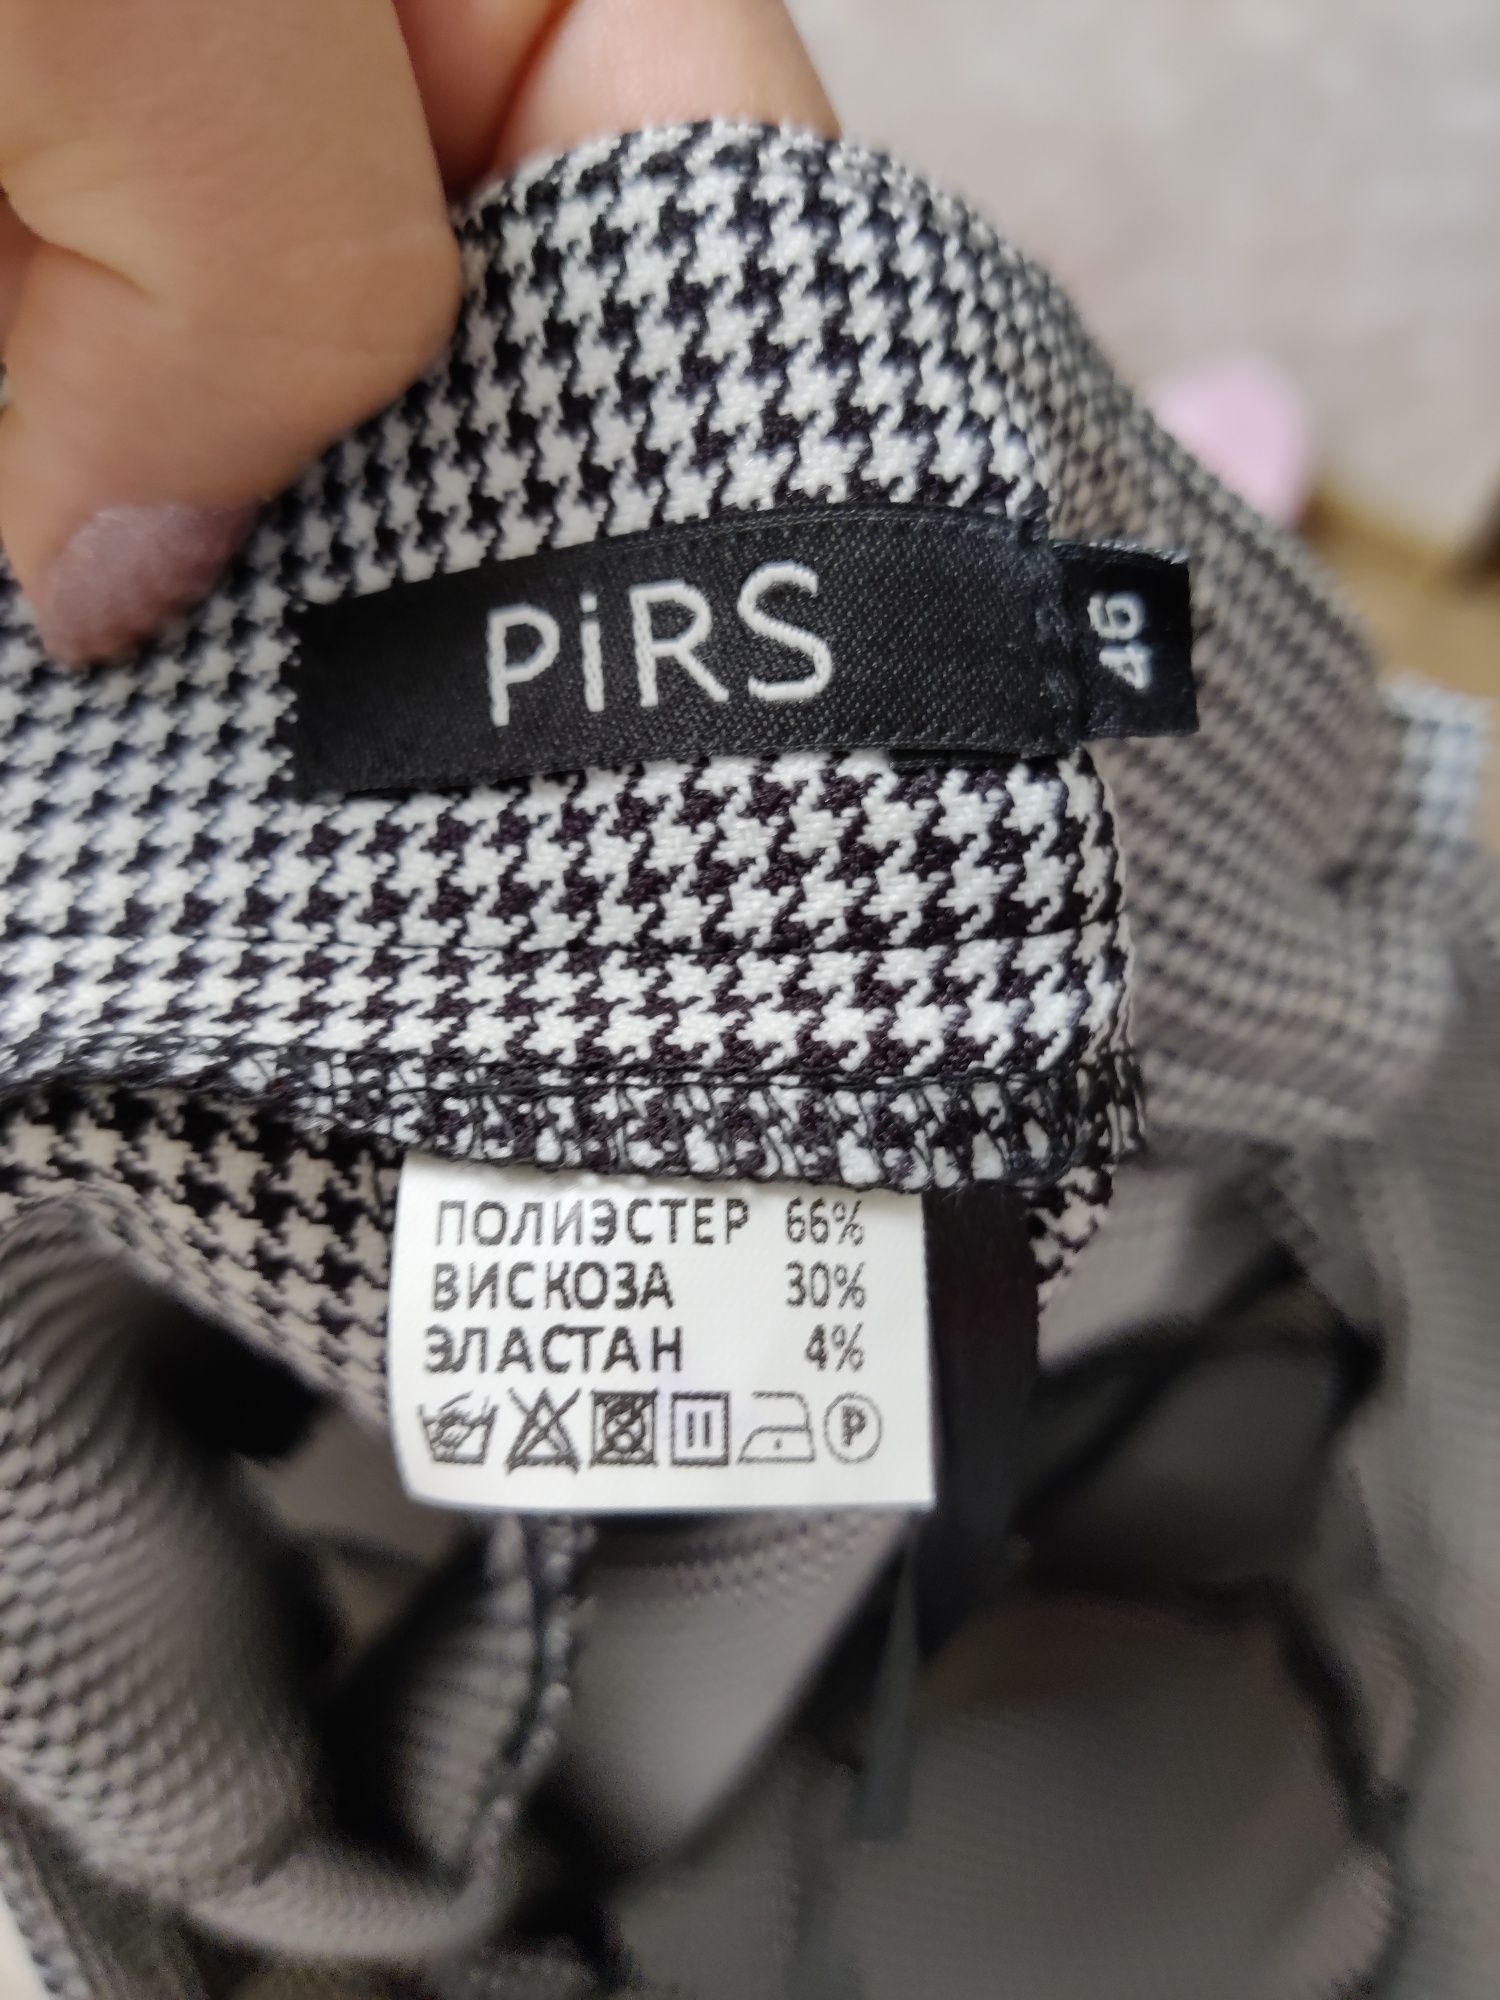 PiRS
46
ПОЛИЭСТЕР 66%
ВИСКОЗА 30%
ЭЛАСТАН 4%
P